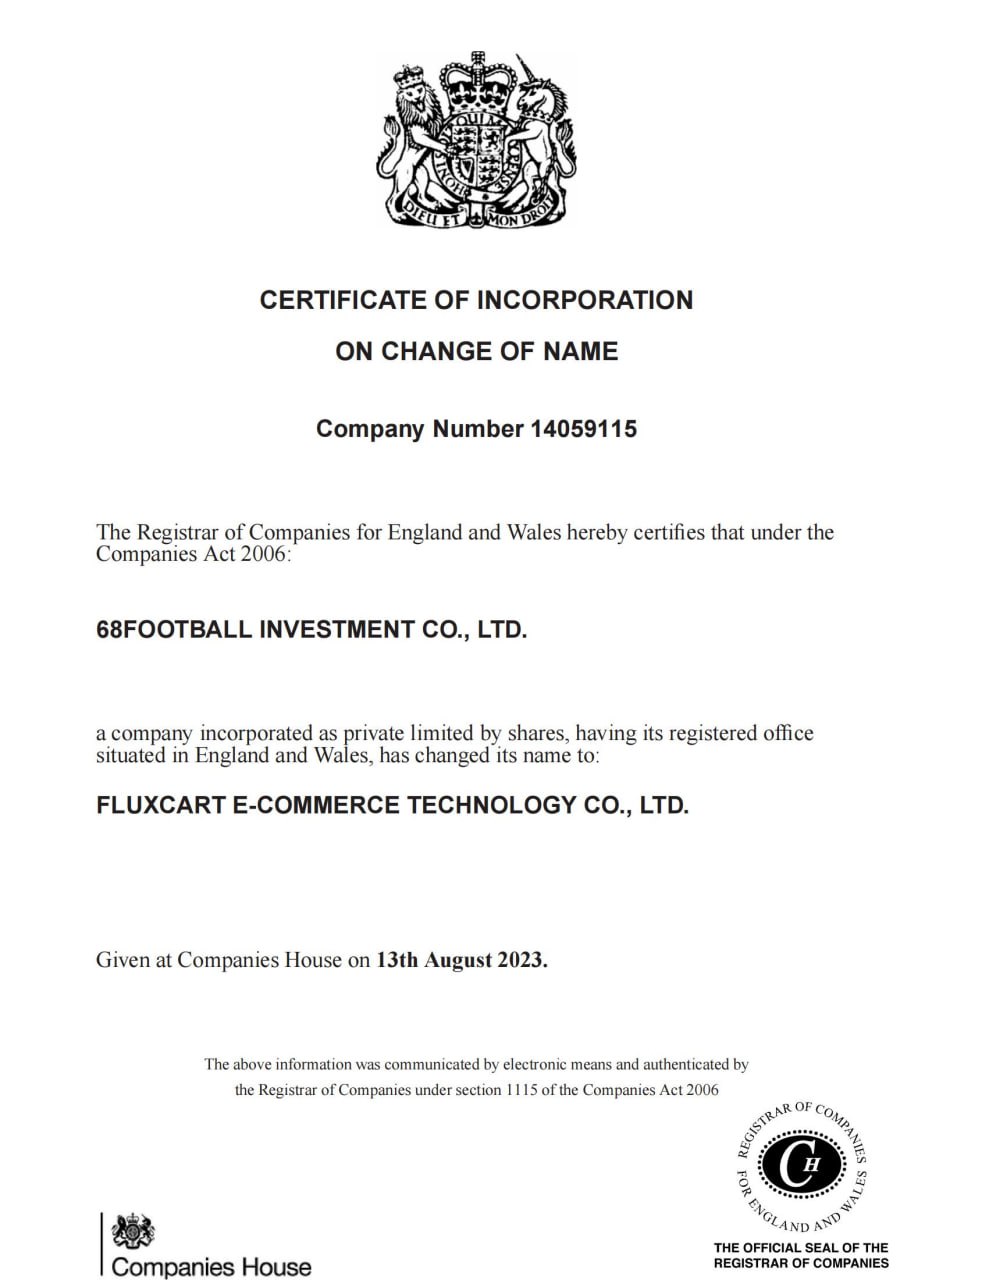 QUI
HONI
PENSE
DIEU ET MON DROIT
CERTIFICATE OF INCORPORATION
ON CHANGE OF NAME
Company Number 14059115
The Registrar of Companies for England and Wales hereby certifies that under the
Companies Act 2006:
68FOOTBALL INVESTMENT CO., LTD.
a company incorporated as private limited by shares, having its registered office
situated in England and Wales, has changed its name to:
FLUXCART E-COMMERCE TECHNOLOGY CO., LTD.
Given at Companies House on 13th August 2023.
The above information was communicated by electronic means and authenticated by
the Registrar of Companies under section 1115 of the Companies Act 2006
REGISTRAR OF COMPANIES
FOR ENGLAND AND WALES
CH
THE OFFICIAL SEAL OF THE
REGISTRAR OF COMPANIES
Companies House